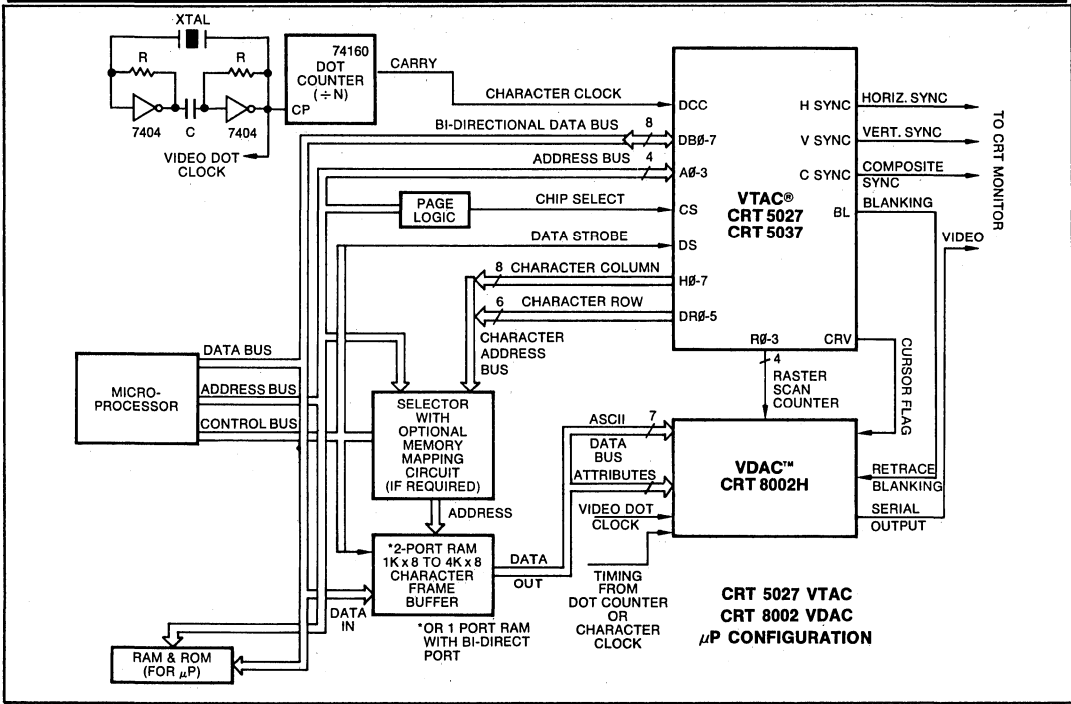 XTAL
R
R
7404
C
7404
VIDEO DOT
CLOCK
74160
DOT
COUNTER
(÷N)
CP
CARRY
CHARACTER CLOCK
BI-DIRECTIONAL DATA BUS
8
ADDRESS BUS
4
PAGE
LOGIC
CHIP SELECT
DATA STROBE
8 CHARACTER COLUMN
6 CHARACTER ROW
CHARACTER
ADDRESS
BUS
DCC
DBØ-7
AØ-3
CS
DS
HØ-7
DRØ-5
VTAC®
CRT 5027
CRT 5037
H SYNC
V SYNC
C SYNC
BL
RØ-3
CRV
HORIZ. SYNC
VERT. SYNC
COMPOSITE
SYNC
BLANKING
TO CRT MONITOR
VIDEO
4
RASTER
SCAN
COUNTER
CURSOR FLAG
MICRO-
PROCESSOR
DATA BUS
ADDRESS BUS
CONTROL BUS
SELECTOR
WITH
OPTIONAL
MEMORY
MAPPING
CIRCUIT
(IF REQUIRED)
ADDRESS
*2-PORT RAM
1K x 8 TO 4K x 8
CHARACTER
FRAME
BUFFER
DATA
IN
DATA
OUT
*OR 1 PORT RAM
WITH BI-DIRECT
PORT
ASCII
7
DATA
BUS
ATTRIBUTES
VIDEO DOT
CLOCK
TIMING
FROM
DOT COUNTER
OR
CHARACTER
CLOCK
VDAC™
CRT 8002H
RETRACE
BLANKING
SERIAL
OUTPUT
RAM & ROM
(FOR μP)
CRT 5027 VTAC
CRT 8002 VDAC
μP CONFIGURATION